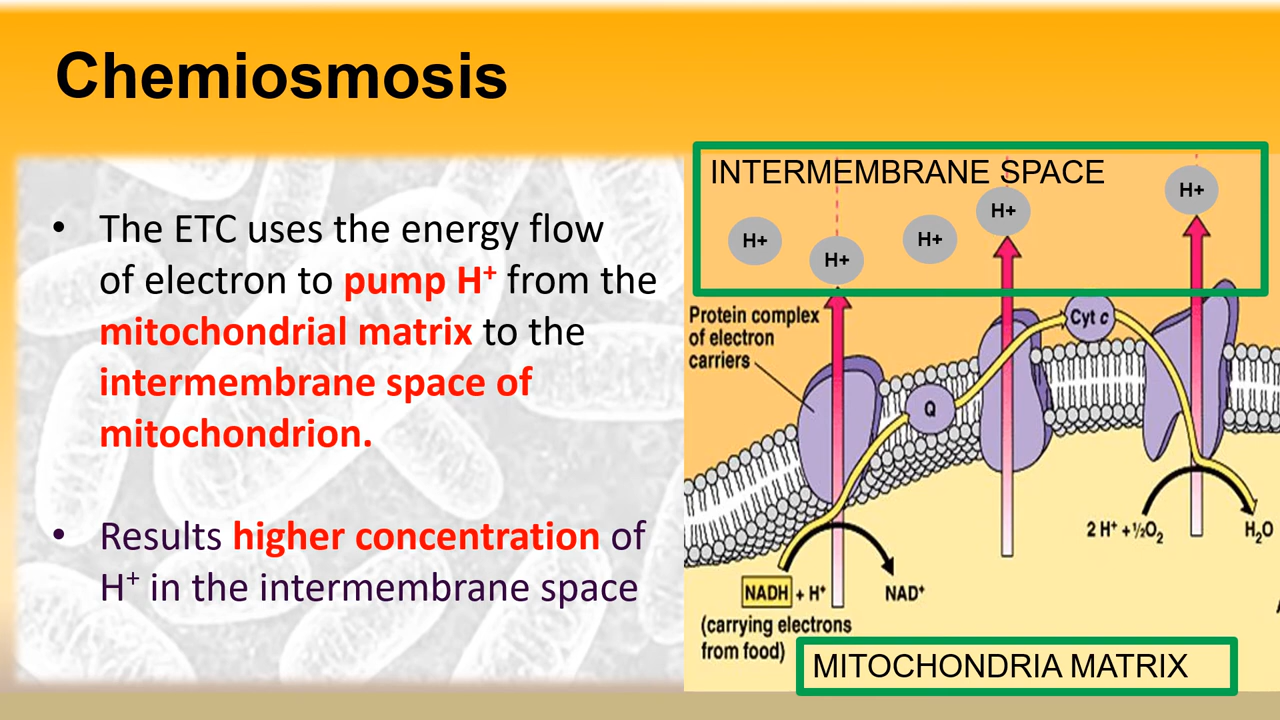 Chemiosmosis
• The ETC uses the energy flow
of electron to pump H⁺ from the
mitochondrial matrix to the
intermembrane space of
mitochondrion.
• Results higher concentration of
H⁺ in the intermembrane space
INTERMEMBRANE SPACE
H+
H+
H+
H+
H+
Protein complex
of electron
carriers
Cyt c
Q
2 H⁺ + ½O₂
H₂O
NADH + H⁺
NAD⁺
(carrying electrons
from food)
MITOCHONDRIA MATRIX